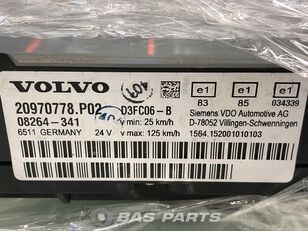 VOLVO
20970778.P02 D3FC06-B
08264-341
6511 GERMANY 24 V
v min: 25 km/h
v max: 125 km/h
e1 e1 e1
83 85 034339
Siemens VDO Automotive AG
D-78052 Villingen-Schwenningen
1564.152001010103
BAS PARTS